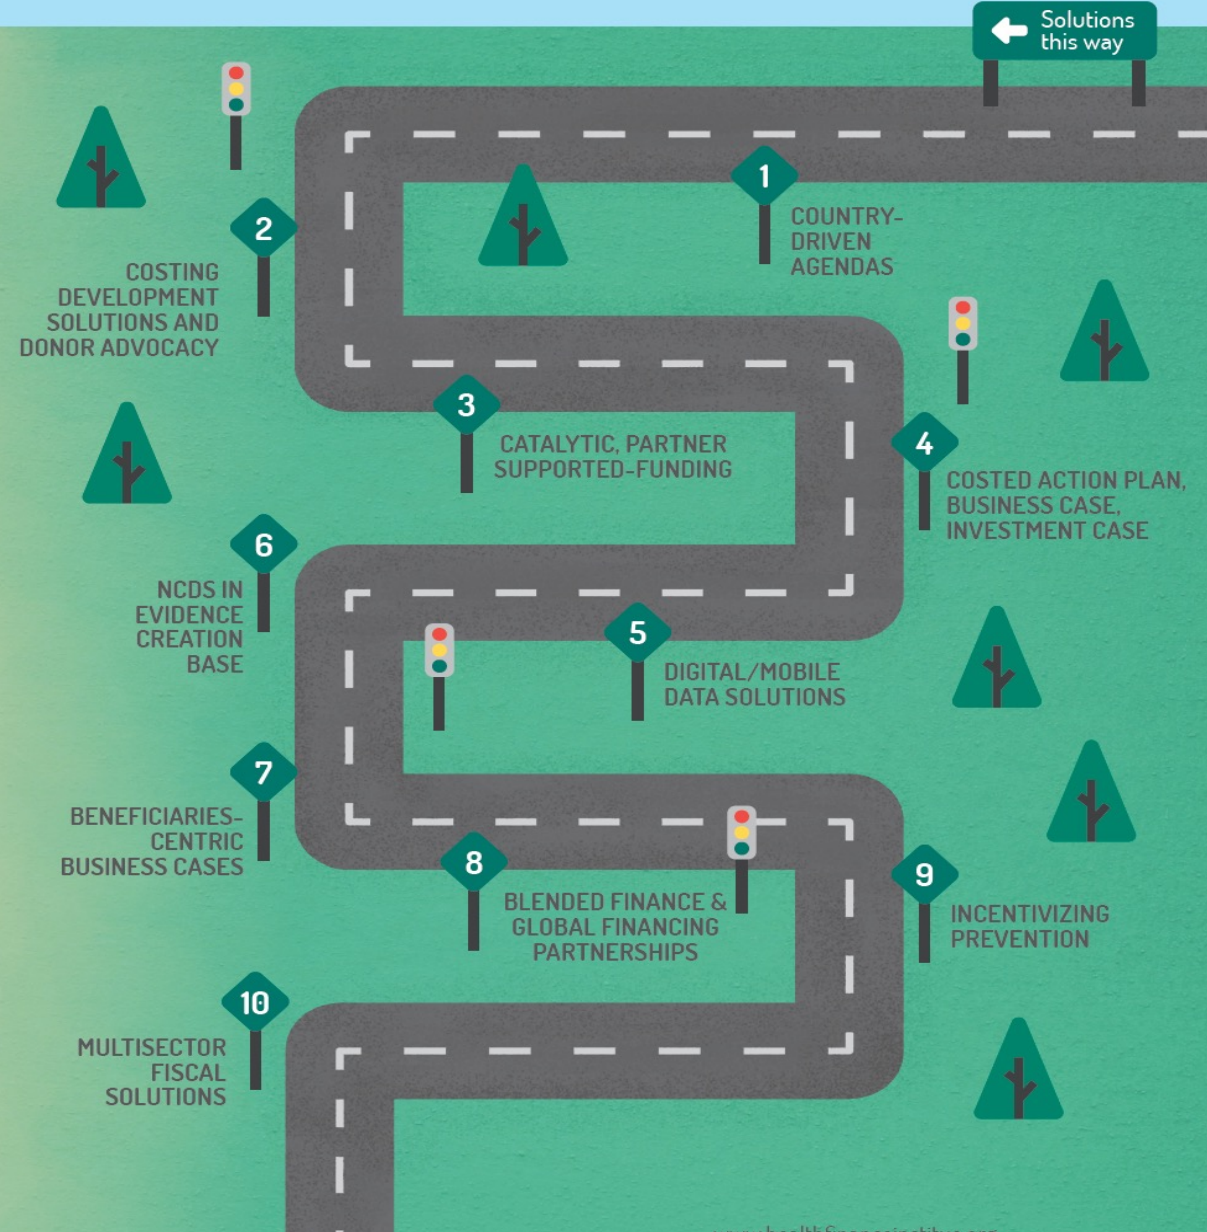 Solutions
this way
1
COUNTRY-
DRIVEN
AGENDAS
2
COSTING
DEVELOPMENT
SOLUTIONS AND
DONOR ADVOCACY
3
CATALYTIC, PARTNER
SUPPORTED-FUNDING
4
COSTED ACTION PLAN,
BUSINESS CASE,
INVESTMENT CASE
5
DIGITAL/MOBILE
DATA SOLUTIONS
6
NCDS IN
EVIDENCE
CREATION
BASE
7
BENEFICIARIES-
CENTRIC
BUSINESS CASES
8
BLENDED FINANCE &
GLOBAL FINANCING
PARTNERSHIPS
9
INCENTIVIZING
PREVENTION
10
MULTISECTOR
FISCAL
SOLUTIONS